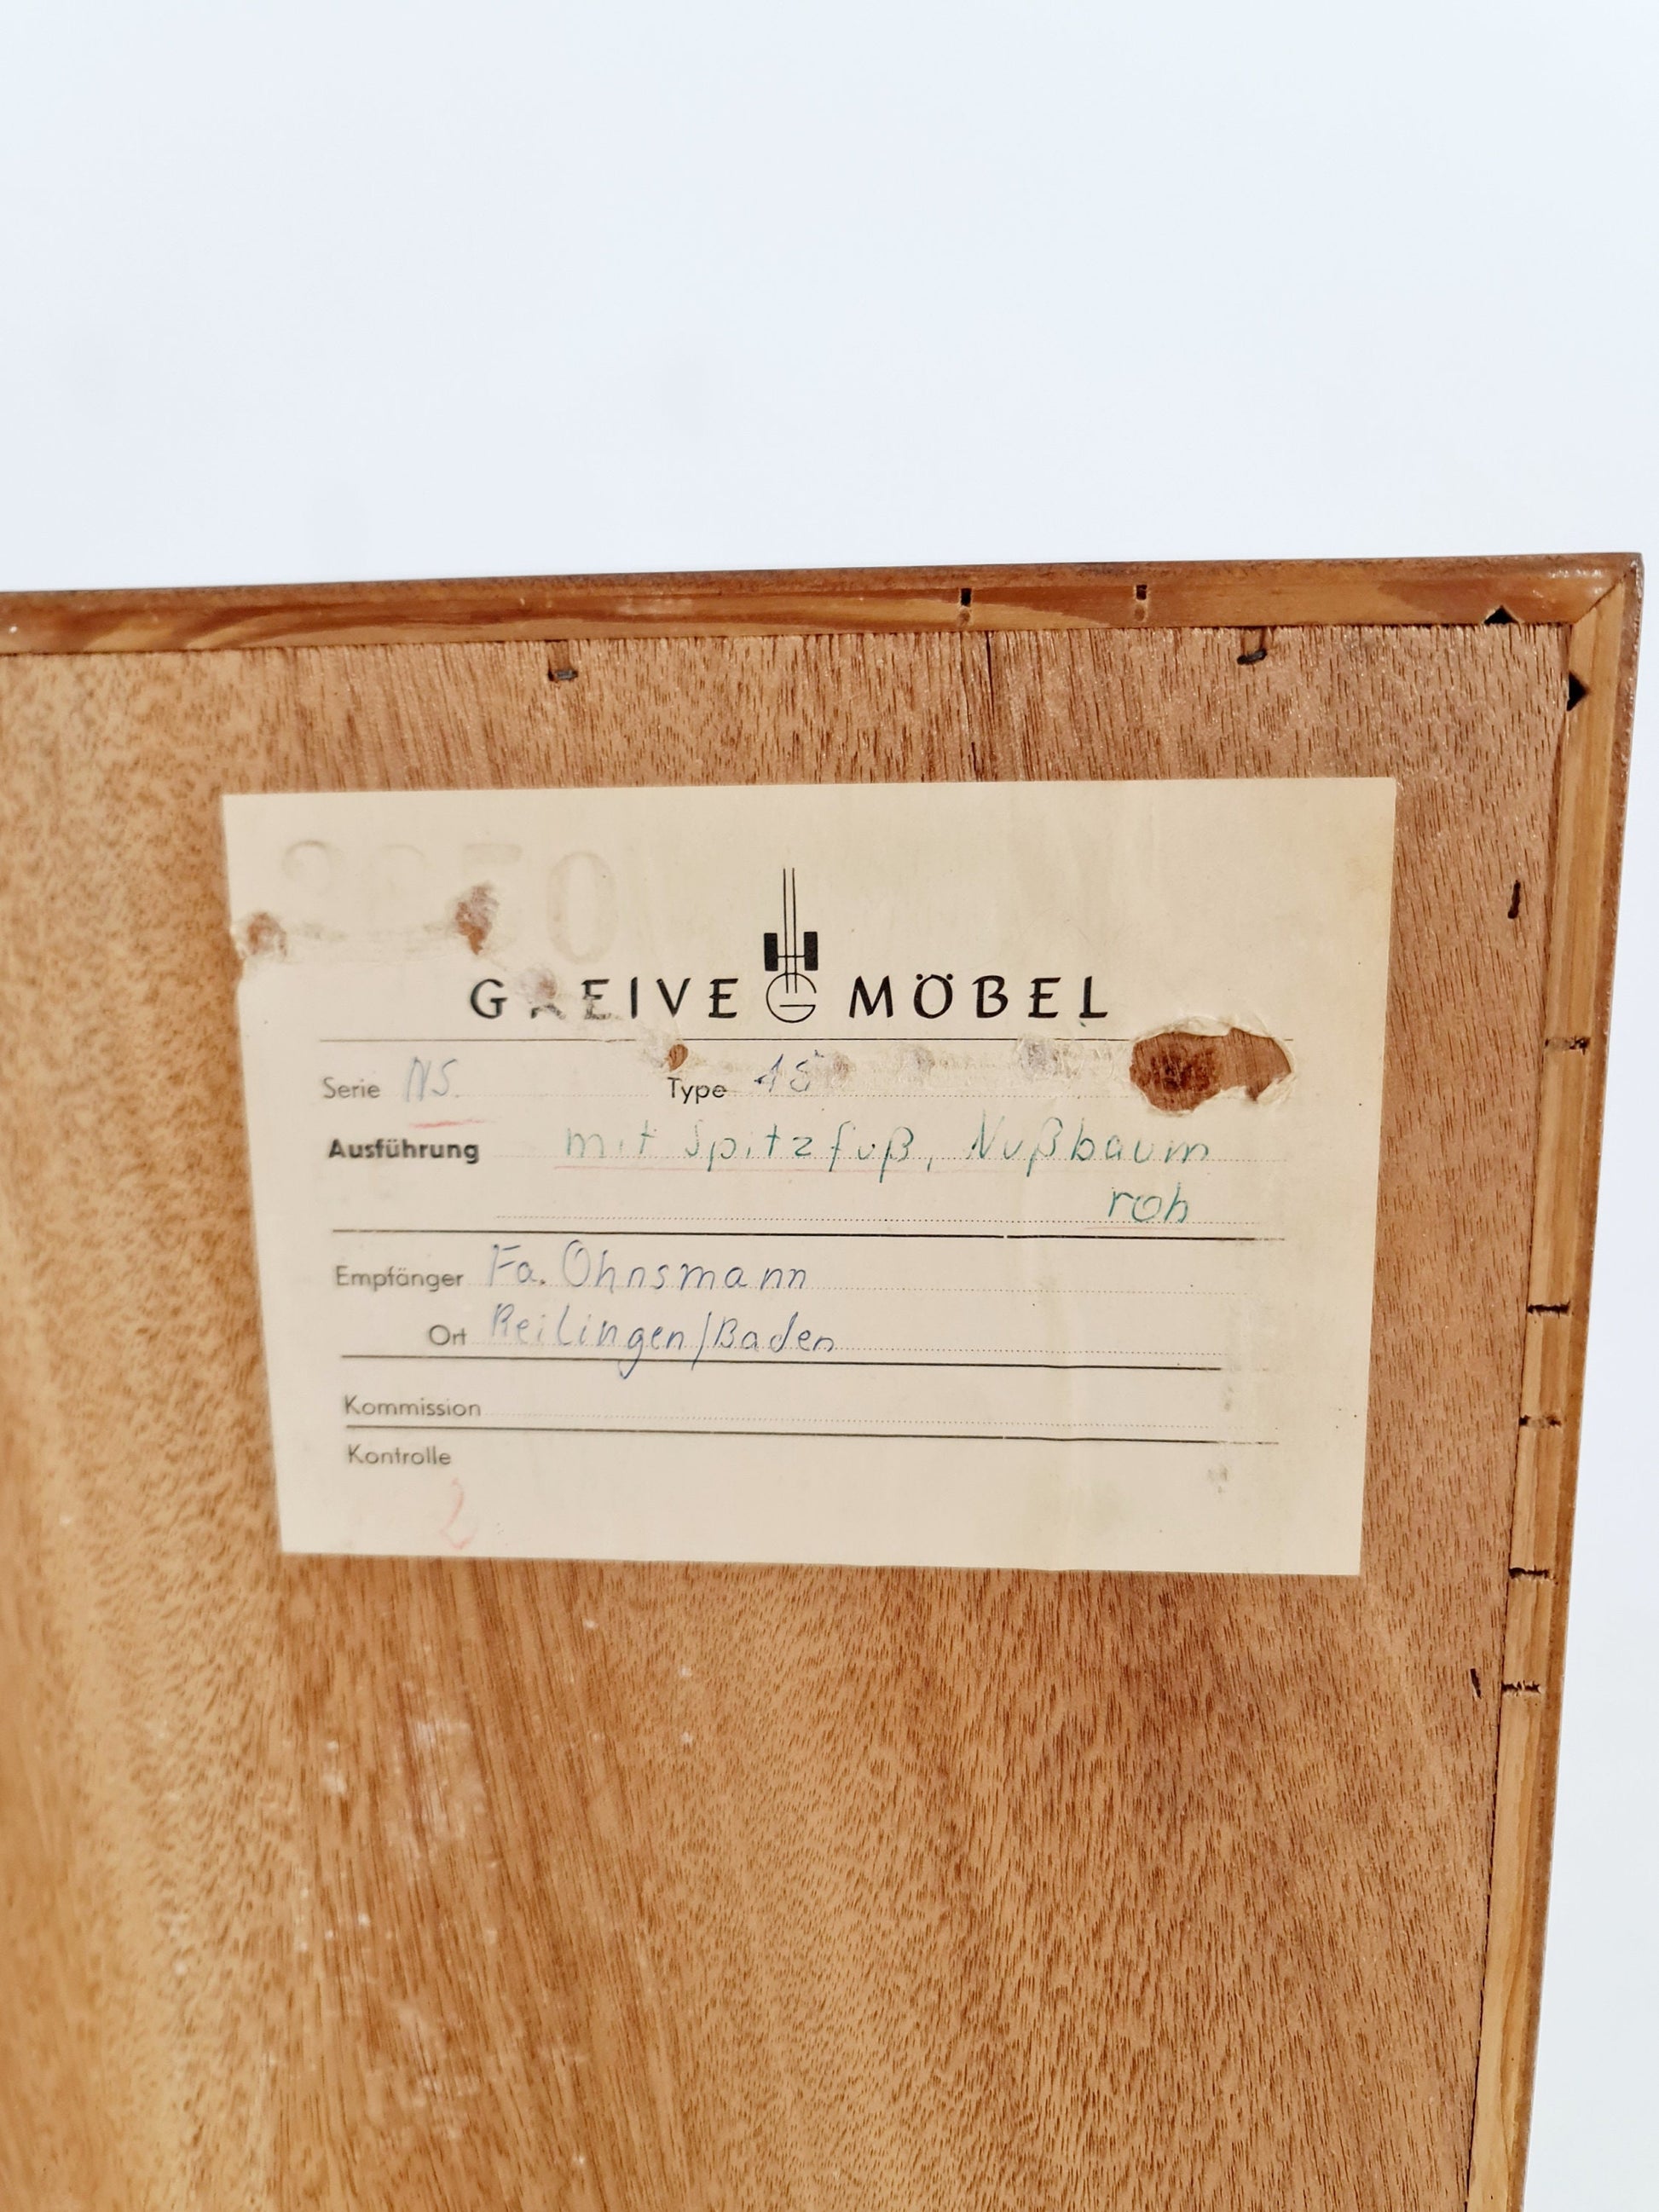 GREIVE G MÖBEL
Serie NS. Type 18
Ausführung mit Spitzfuß, Nußbaum
roh
Empfänger Fa. Ohnsmann
Ort Reilingen/Baden
Kommission
Kontrolle
2